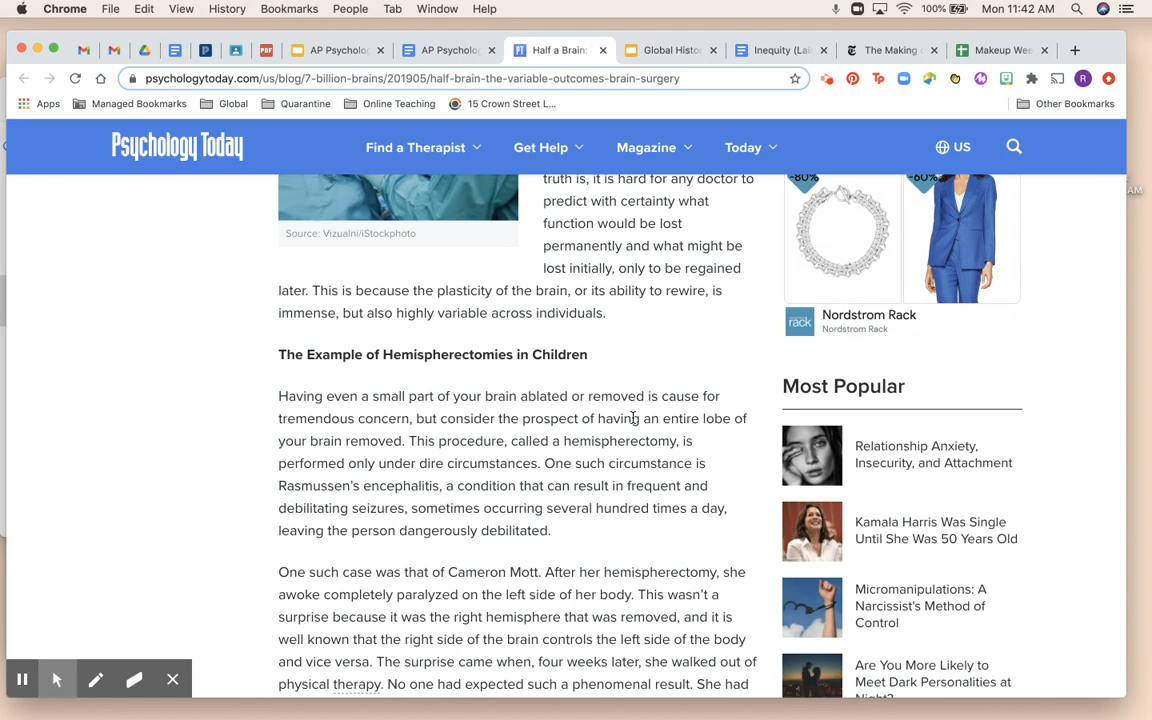 Chrome File Edit View History Bookmarks People Tab Window Help 100% Mon 11:42 AM
AP Psycholog AP Psycholo Half a Brain: Global Histo Inequity (Lai The Making Makeup Wee
psychologytoday.com/us/blog/7-billion-brains/201905/half-brain-the-variable-outcomes-brain-surgery
Apps Managed Bookmarks Global Quarantine Online Teaching 15 Crown Street L... Other Bookmarks
Psychology Today Find a Therapist Get Help Magazine Today US
truth is, it is hard for any doctor to
predict with certainty what
function would be lost
permanently and what might be
lost initially, only to be regained
Source: Vizualni/iStockphoto
later. This is because the plasticity of the brain, or its ability to rewire, is
immense, but also highly variable across individuals.
The Example of Hemispherectomies in Children
Having even a small part of your brain ablated or removed is cause for
tremendous concern, but consider the prospect of having an entire lobe of
your brain removed. This procedure, called a hemispherectomy, is
performed only under dire circumstances. One such circumstance is
Rasmussen's encephalitis, a condition that can result in frequent and
debilitating seizures, sometimes occurring several hundred times a day,
leaving the person dangerously debilitated.
One such case was that of Cameron Mott. After her hemispherectomy, she
awoke completely paralyzed on the left side of her body. This wasn't a
surprise because it was the right hemisphere that was removed, and it is
well known that the right side of the brain controls the left side of the body
and vice versa. The surprise came when, four weeks later, she walked out of
physical therapy. No one had expected such a phenomenal result. She had
-80% -60%
rack
Nordstrom Rack
Nordstrom Rack
Most Popular
Relationship Anxiety,
Insecurity, and Attachment
Kamala Harris Was Single
Until She Was 50 Years Old
Micromanipulations: A
Narcissist's Method of
Control
Are You More Likely to
Meet Dark Personalities at
Night?
AM